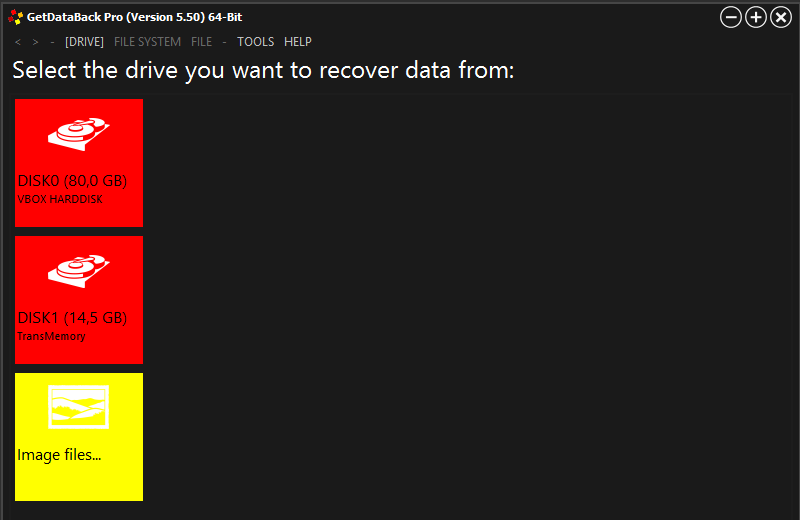 GetDataBack Pro (Version 5.50) 64-Bit
< > - [DRIVE] FILE SYSTEM FILE - TOOLS HELP
Select the drive you want to recover data from:
DISK0 (80,0 GB)
VBOX HARDDISK
DISK1 (14,5 GB)
TransMemory
Image files...